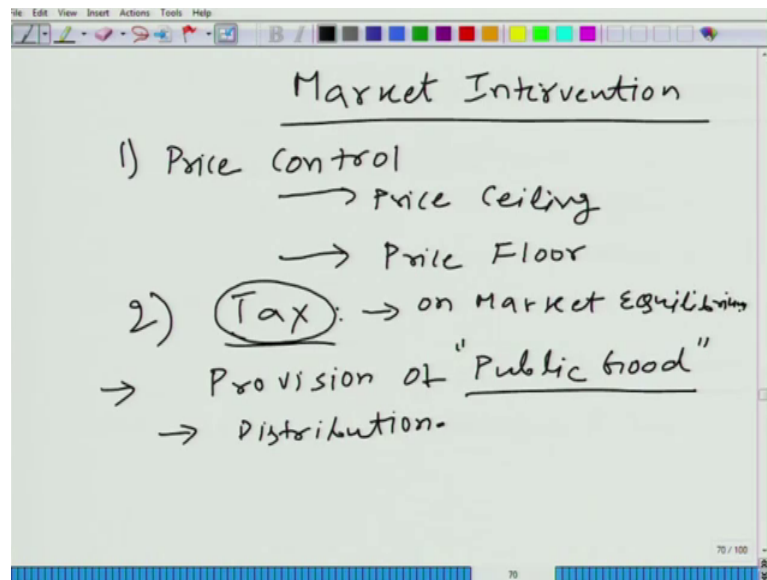 File Edit View Insert Actions Tools Help
B I
Market Intervention
1) Price Control
→ Price Ceiling
→ Price Floor
2) Tax : → on Market Equilibrium
→ Provision of "Public Good"
→ Distribution.
70 / 100
70